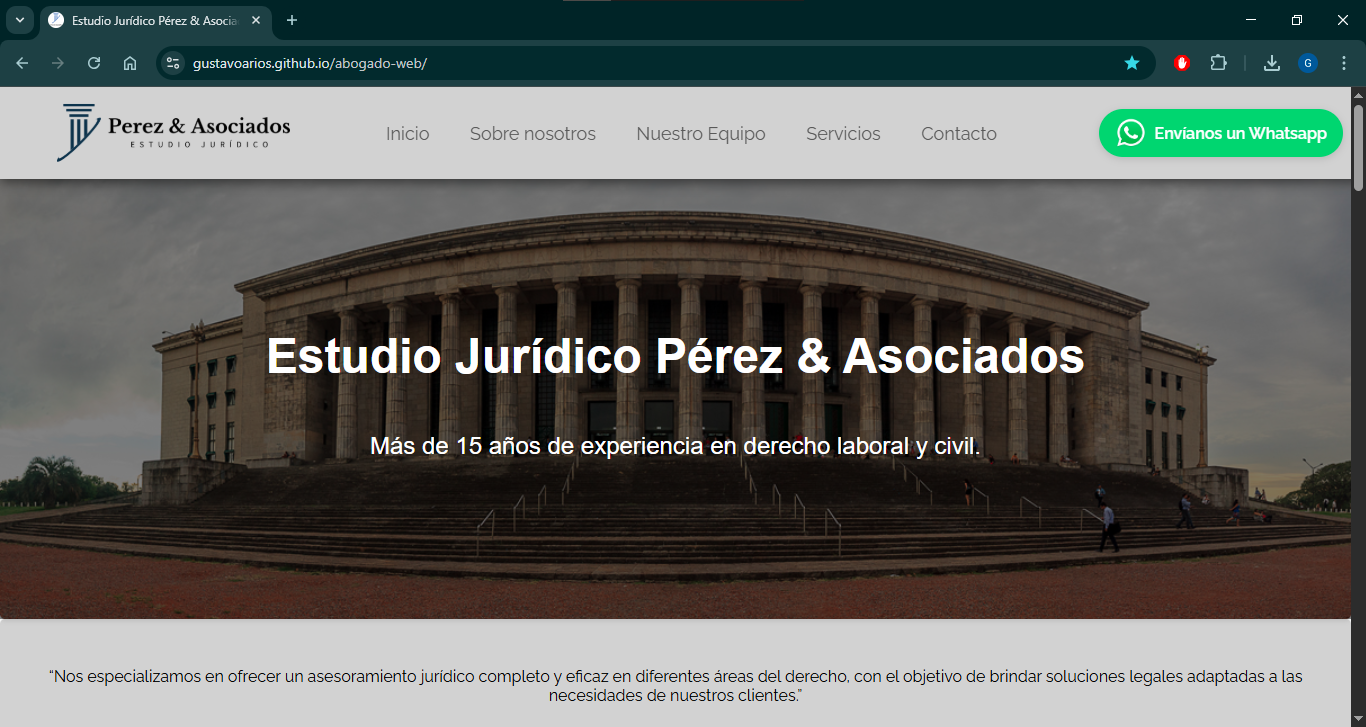 Estudio Jurídico Pérez & Asocia
gustavoarios.github.io/abogado-web/
G
Perez & Asociados
ESTUDIO JURÍDICO
Inicio
Sobre nosotros
Nuestro Equipo
Servicios
Contacto
Envíanos un Whatsapp
Estudio Jurídico Pérez & Asociados
Más de 15 años de experiencia en derecho laboral y civil.
“Nos especializamos en ofrecer un asesoramiento jurídico completo y eficaz en diferentes áreas del derecho, con el objetivo de brindar soluciones legales adaptadas a las
necesidades de nuestros clientes.”